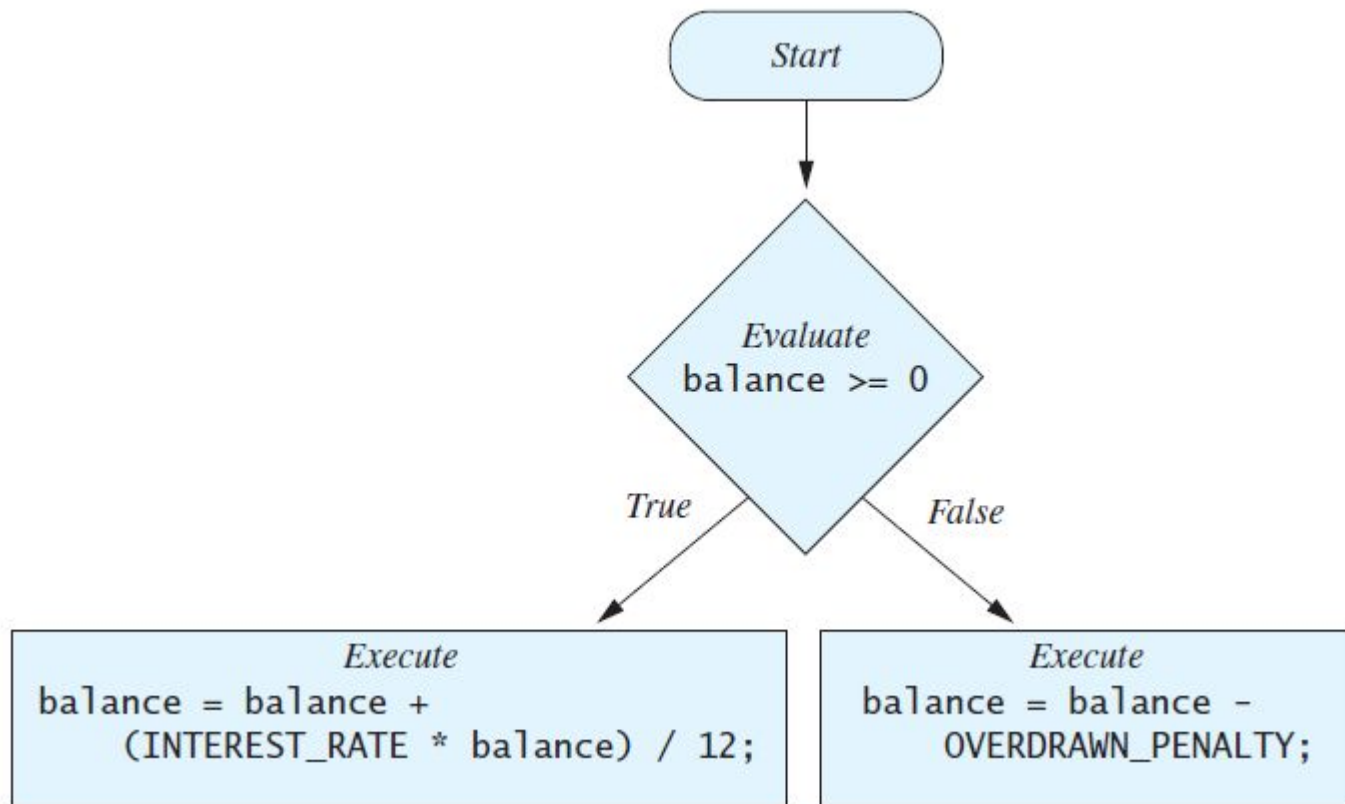 Start
Evaluate
balance >= 0
True
False
Execute
balance = balance +
(INTEREST_RATE * balance) / 12;
Execute
balance = balance -
OVERDRAWN_PENALTY;